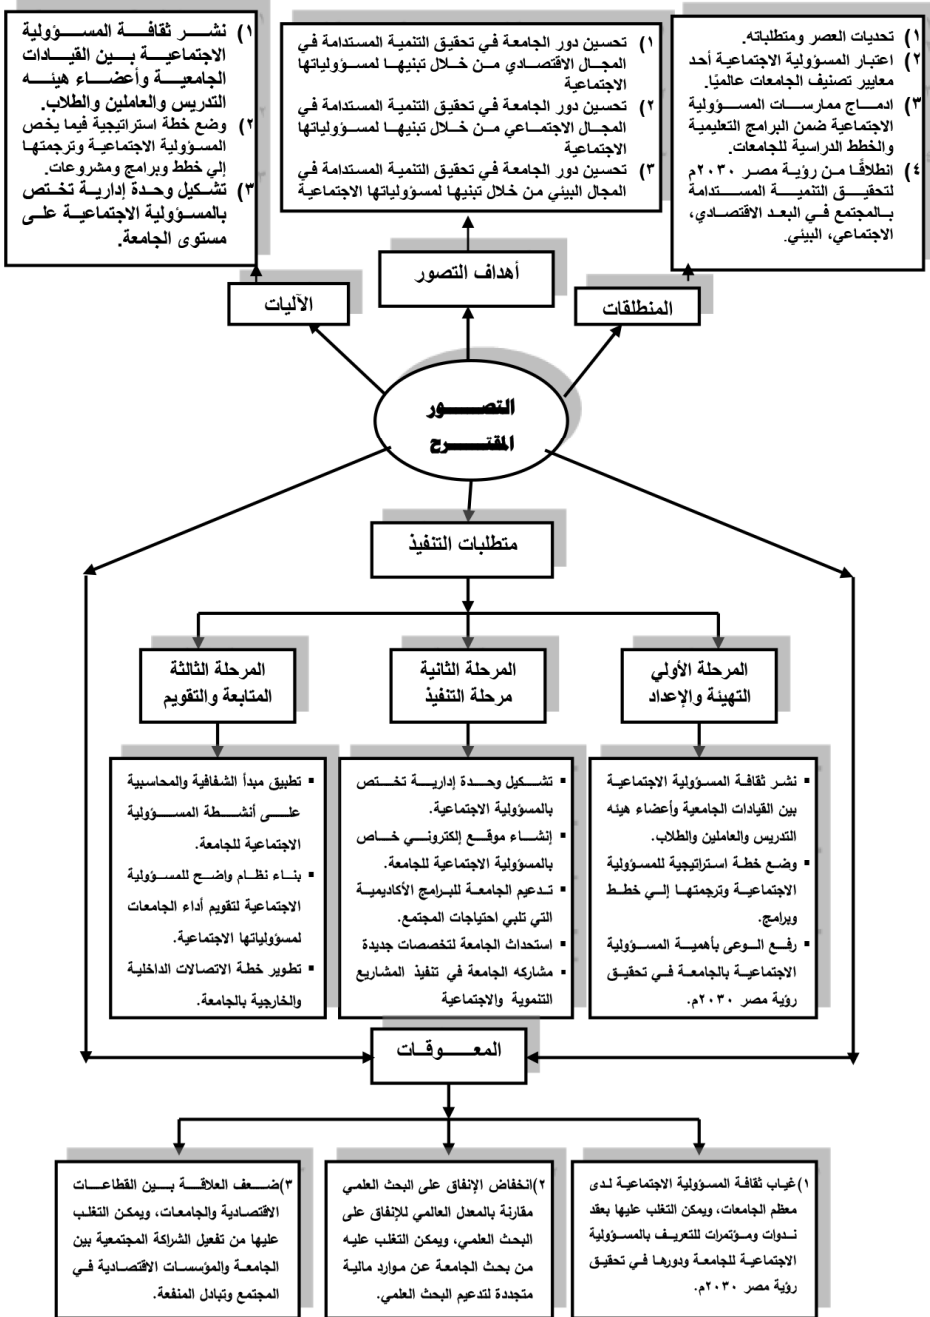 ١) تحديات العصر ومتطلباته.
٢) اعتبار المسؤولية الاجتماعية أحد
معايير تصنيف الجامعات عالميًا.
٣) ادماج ممارسات المسؤولية
الاجتماعية ضمن البرامج التعليمية
والخطط الدراسية للجامعات.
٤) انطلاقًا من رؤية مصر ٢٠٣٠م
لتحقيق التنمية المستدامة
بالمجتمع في البعد الاقتصادي،
الاجتماعي، البيئي.
المنطلقات
١) تحسين دور الجامعة في تحقيق التنمية المستدامة في
المجال الاقتصادي من خلال تبنيها لمسؤولياتها
الاجتماعية
٢) تحسين دور الجامعة في تحقيق التنمية المستدامة في
المجال الاجتماعي من خلال تبنيها لمسؤولياتها
الاجتماعية
٣) تحسين دور الجامعة في تحقيق التنمية المستدامة في
المجال البيئي من خلال تبنيها لمسؤولياتها الاجتماعية
أهداف التصور
١) نشر ثقافة المسؤولية
الاجتماعية بين القيادات
الجامعية وأعضاء هيئه
التدريس والعاملين والطلاب.
٢) وضع خطة استراتيجية فيما يخص
المسؤولية الاجتماعية وترجمتها
إلي خطط وبرامج ومشروعات.
٣) تشكيل وحدة إدارية تختص
بالمسؤولية الاجتماعية على
مستوى الجامعة.
الآليات
التصور
المقترح
متطلبات التنفيذ
المرحلة الأولي
التهيئة والإعداد
المرحلة الثانية
مرحلة التنفيذ
المرحلة الثالثة
المتابعة والتقويم
▪ نشر ثقافة المسؤولية الاجتماعية
بين القيادات الجامعية وأعضاء هيئه
التدريس والعاملين والطلاب.
▪ وضع خطة استراتيجية للمسؤولية
الاجتماعية وترجمتها إلي خطط
وبرامج.
▪ رفع الوعى بأهمية المسؤولية
الاجتماعية بالجامعة في تحقيق
رؤية مصر ٢٠٣٠م.
▪ تشكيل وحدة إدارية تختص
بالمسؤولية الاجتماعية.
▪ إنشاء موقع إلكتروني خاص
بالمسؤولية الاجتماعية للجامعة.
▪ تدعيم الجامعة للبرامج الأكاديمية
التي تلبي احتياجات المجتمع.
▪ استحداث الجامعة لتخصصات جديدة
▪ مشاركه الجامعة في تنفيذ المشاريع
التنموية والاجتماعية
▪ تطبيق مبدأ الشفافية والمحاسبية
على أنشطة المسؤولية
الاجتماعية للجامعة.
▪ بناء نظام واضح للمسؤولية
الاجتماعية لتقويم أداء الجامعات
لمسؤولياتها الاجتماعية.
▪ تطوير خطة الاتصالات الداخلية
والخارجية بالجامعة.
المعوقات
١)غياب ثقافة المسؤولية الاجتماعية لدى
معظم الجامعات، ويمكن التغلب عليها بعقد
ندوات ومؤتمرات للتعريف بالمسؤولية
الاجتماعية للجامعة ودورها في تحقيق
رؤية مصر ٢٠٣٠م.
٢)انخفاض الإنفاق على البحث العلمي
مقارنة بالمعدل العالمي للإنفاق على
البحث العلمي، ويمكن التغلب عليه
من بحث الجامعة عن موارد مالية
متجددة لتدعيم البحث العلمي.
٣)ضعف العلاقة بين القطاعات
الاقتصادية والجامعات، ويمكن التغلب
عليها من تفعيل الشراكة المجتمعية بين
الجامعة والمؤسسات الاقتصادية في
المجتمع وتبادل المنفعة.